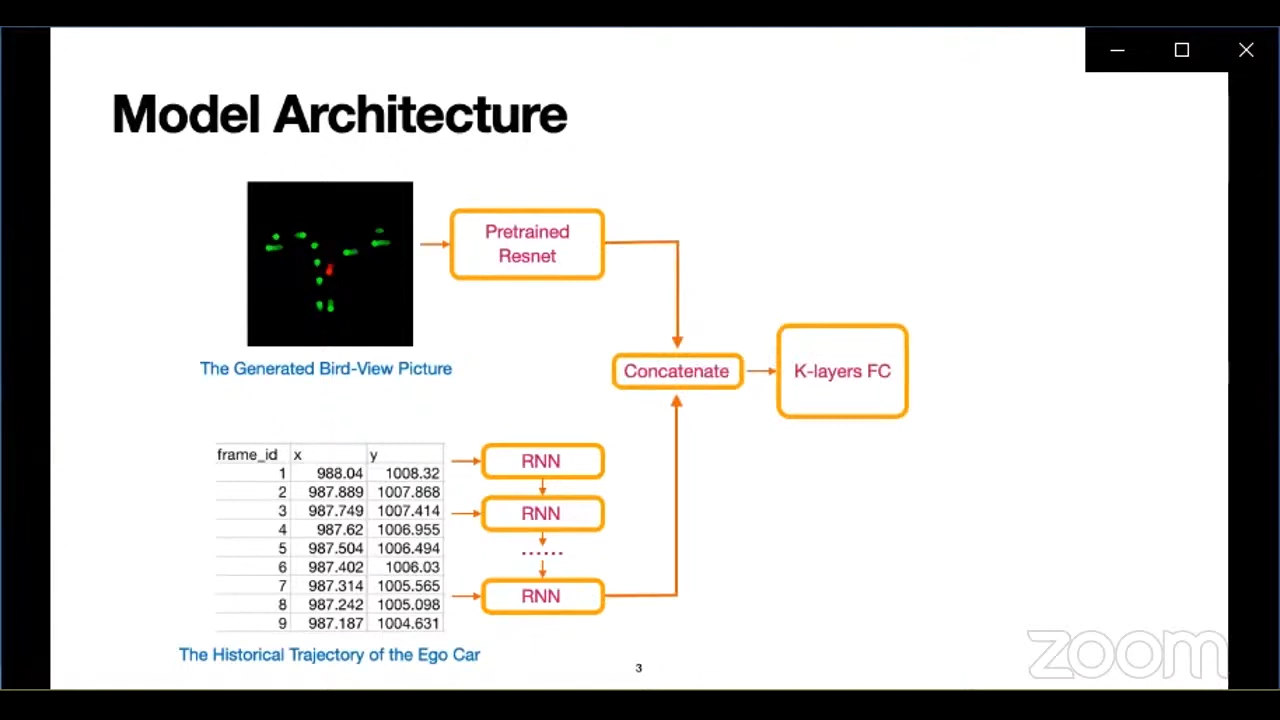 Model Architecture
Pretrained
Resnet
The Generated Bird-View Picture
Concatenate
K-layers FC
frame_id x y
1 988.04 1008.32
2 987.889 1007.868
3 987.749 1007.414
4 987.62 1006.955
5 987.504 1006.494
6 987.402 1006.03
7 987.314 1005.565
8 987.242 1005.098
9 987.187 1004.631
RNN
RNN
......
RNN
The Historical Trajectory of the Ego Car
3
zoom